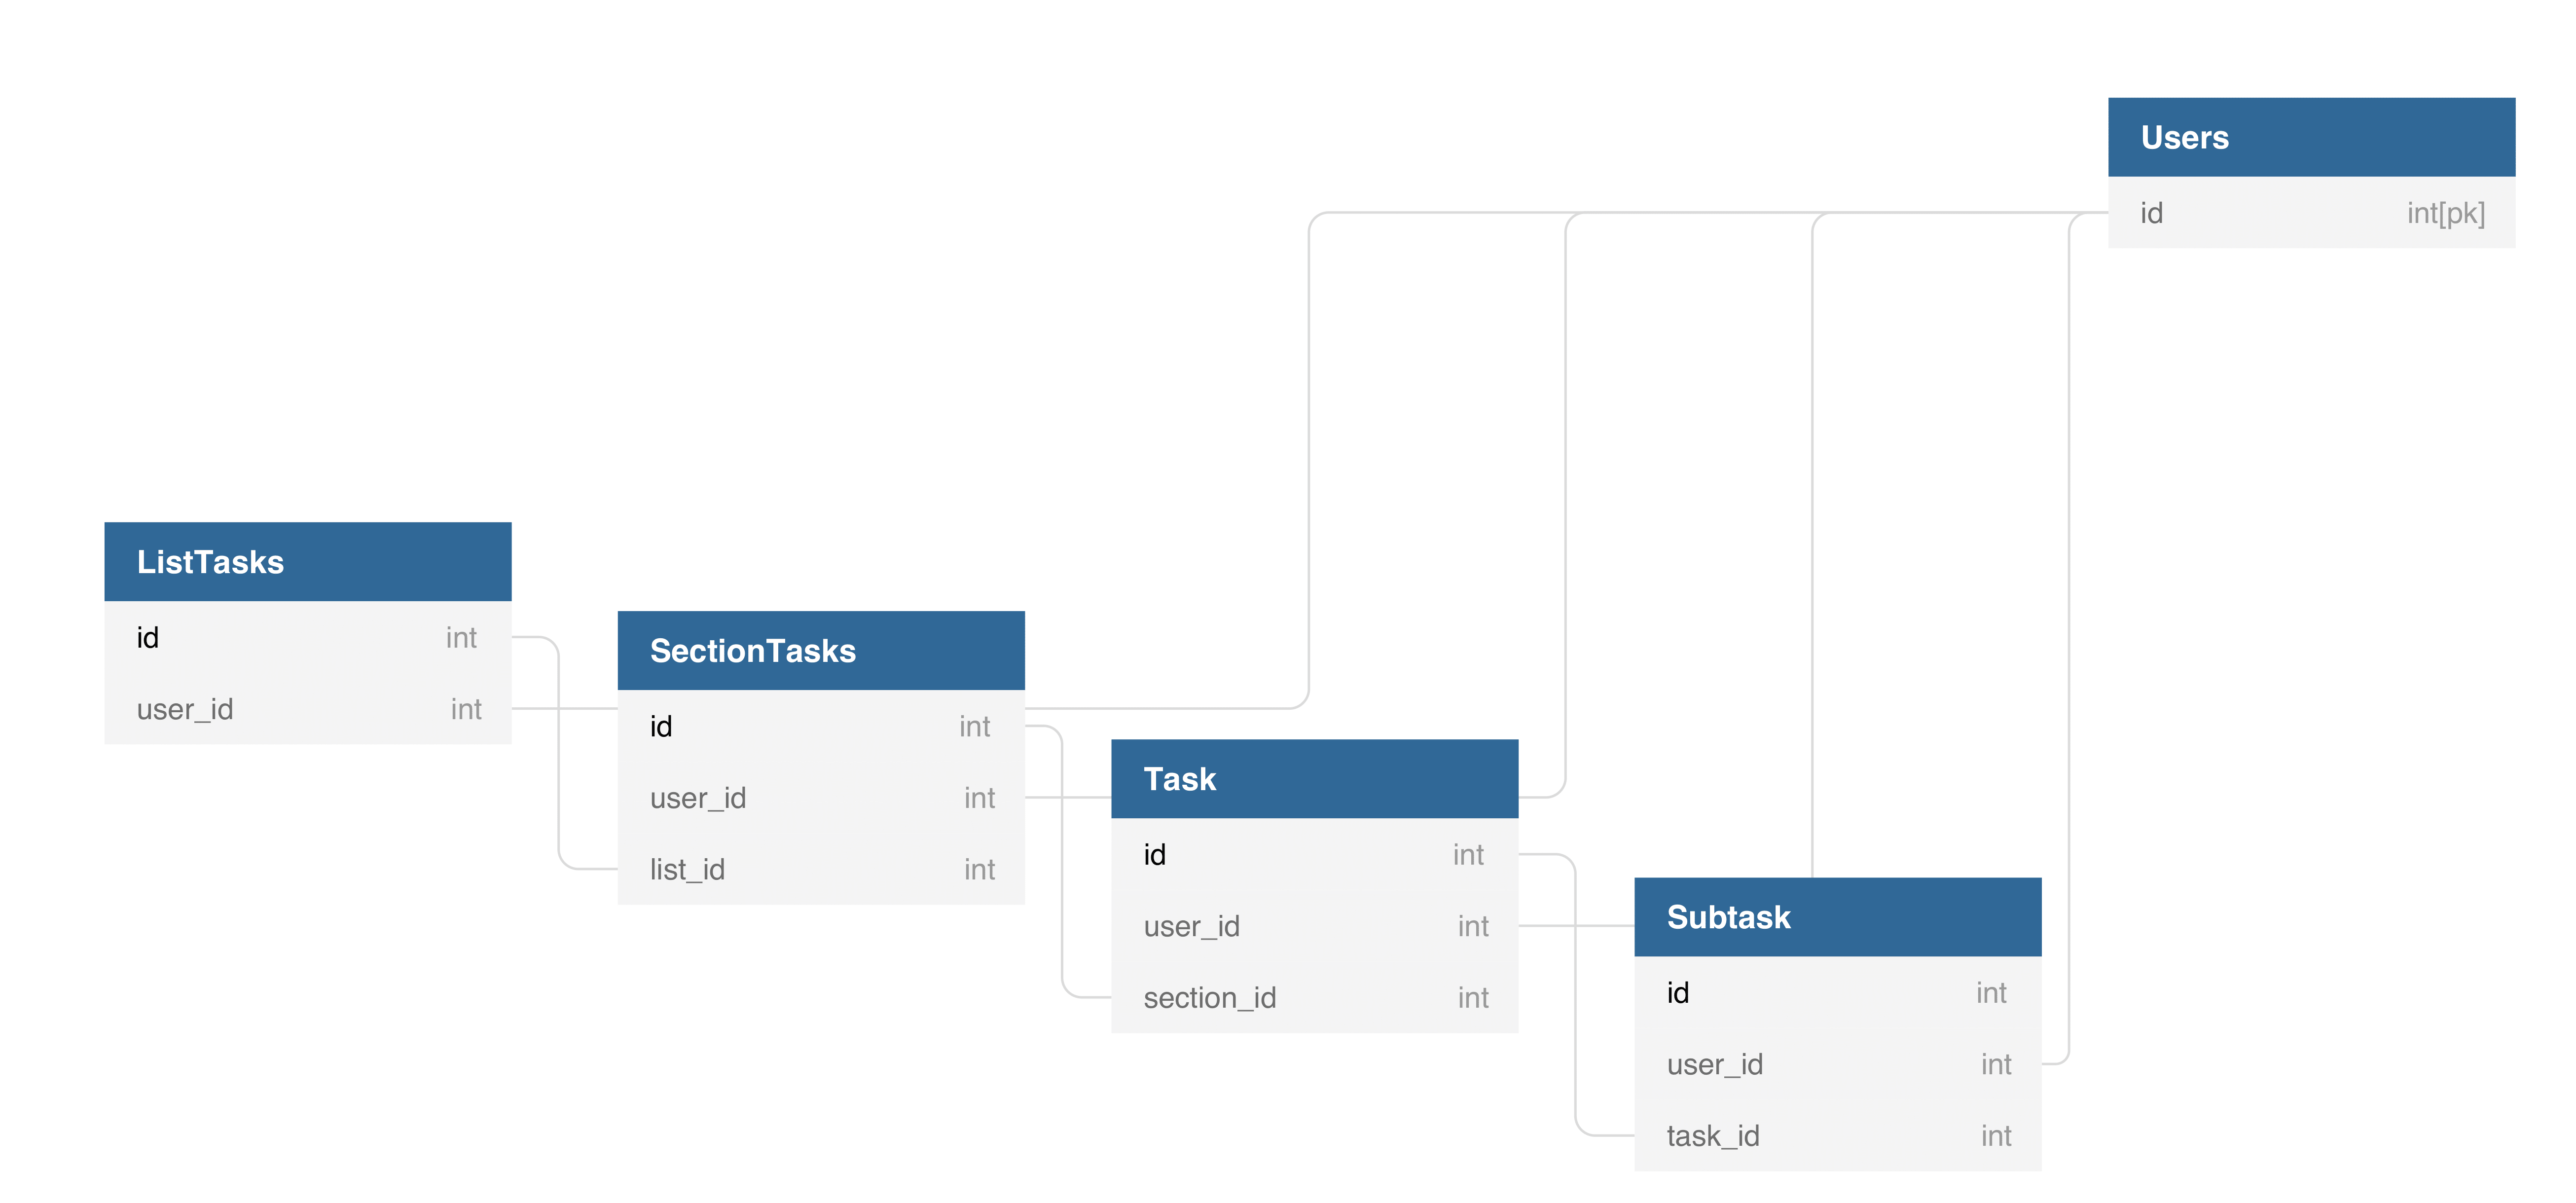 Users
id int[pk]
ListTasks
id int
user_id int
SectionTasks
id int
user_id int
list_id int
Task
id int
user_id int
section_id int
Subtask
id int
user_id int
task_id int